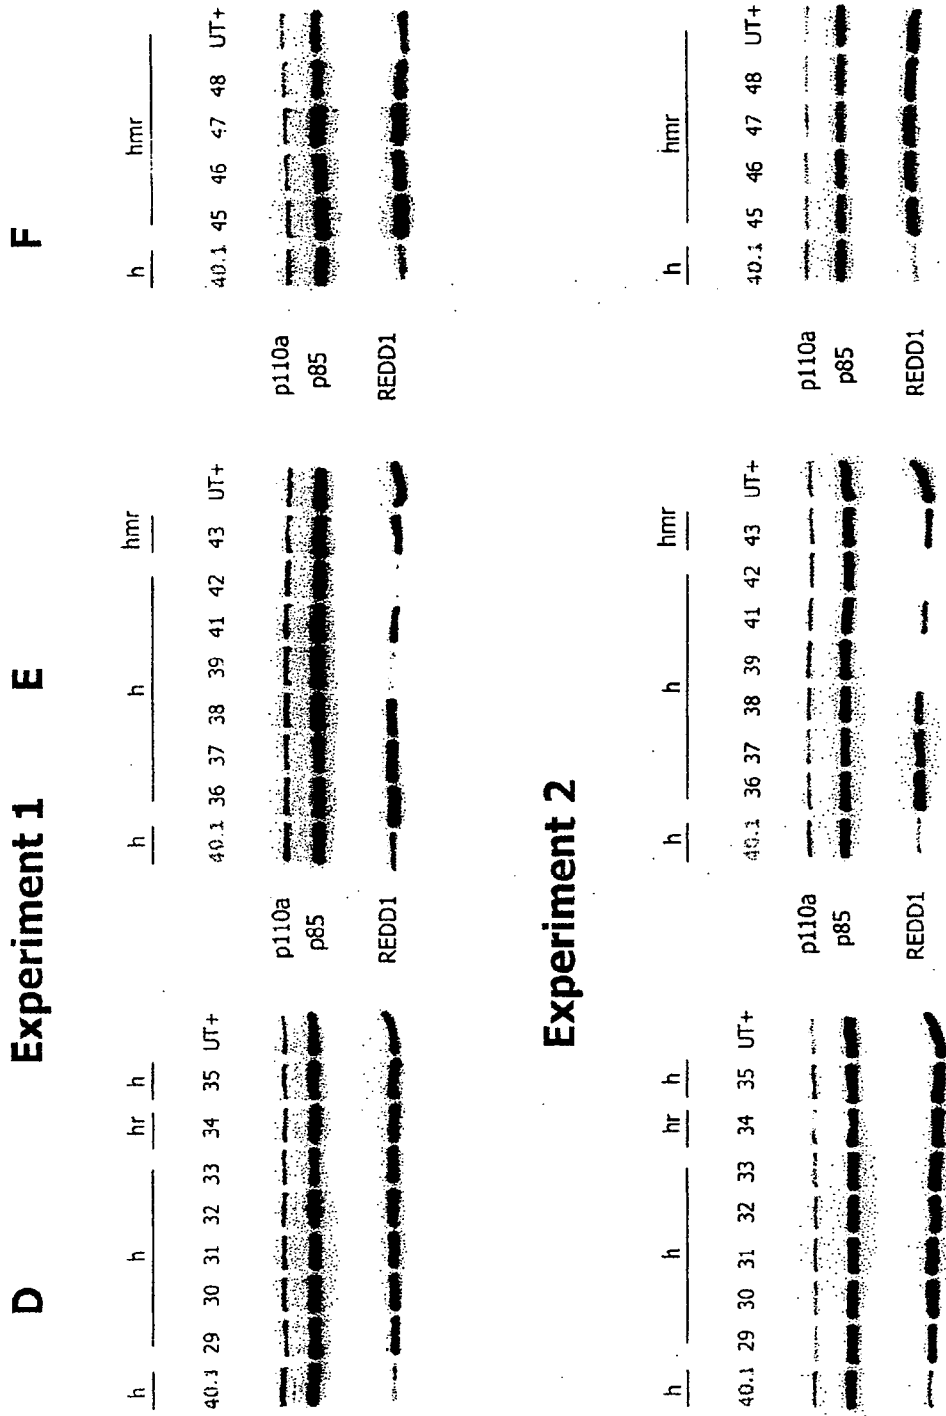 D Experiment 1 E F
h h hr h h h hmr h hmr
40.1 29 30 31 32 33 34 35 UT+ 40.1 36 37 38 39 41 42 43 UT+ 40.1 45 46 47 48 UT+
p110a p110a
p85 p85
REDD1 REDD1
Experiment 2
h h hr h h h hmr h hmr
40.1 29 30 31 32 33 34 35 UT+ 40.1 36 37 38 39 41 42 43 UT+ 40.1 45 46 47 48 UT+
p110a p110a
p85 p85
REDD1 REDD1